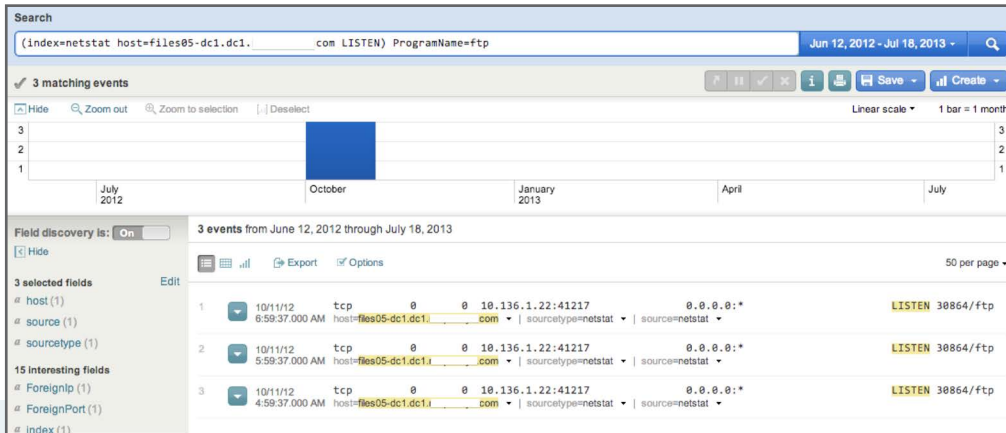 Search
(index=netstat host=files05-dc1.dc1. com LISTEN) ProgramName=ftp
Jun 12, 2012 - Jul 18, 2013
3 matching events
i
Save
Create
Hide Zoom out Zoom to selection Deselect
Linear scale 1 bar = 1 month
3 3
2 2
1 1
July October January April July
2012 2013
Field discovery is: On
Hide
3 selected fields Edit
a host (1)
a source (1)
a sourcetype (1)
15 interesting fields
a ForeignIp (1)
a ForeignPort (1)
a index (1)
3 events from June 12, 2012 through July 18, 2013
Export Options
50 per page
1 10/11/12 tcp 0 0 10.136.1.22:41217 0.0.0.0:* LISTEN 30864/ftp
6:59:37.000 AM host=files05-dc1.dc1. .com | sourcetype=netstat | source=netstat
2 10/11/12 tcp 0 0 10.136.1.22:41217 0.0.0.0:* LISTEN 30864/ftp
5:59:37.000 AM host=files05-dc1.dc1. .com | sourcetype=netstat | source=netstat
3 10/11/12 tcp 0 0 10.136.1.22:41217 0.0.0.0:* LISTEN 30864/ftp
4:59:37.000 AM host=files05-dc1.dc1. .com | sourcetype=netstat | source=netstat